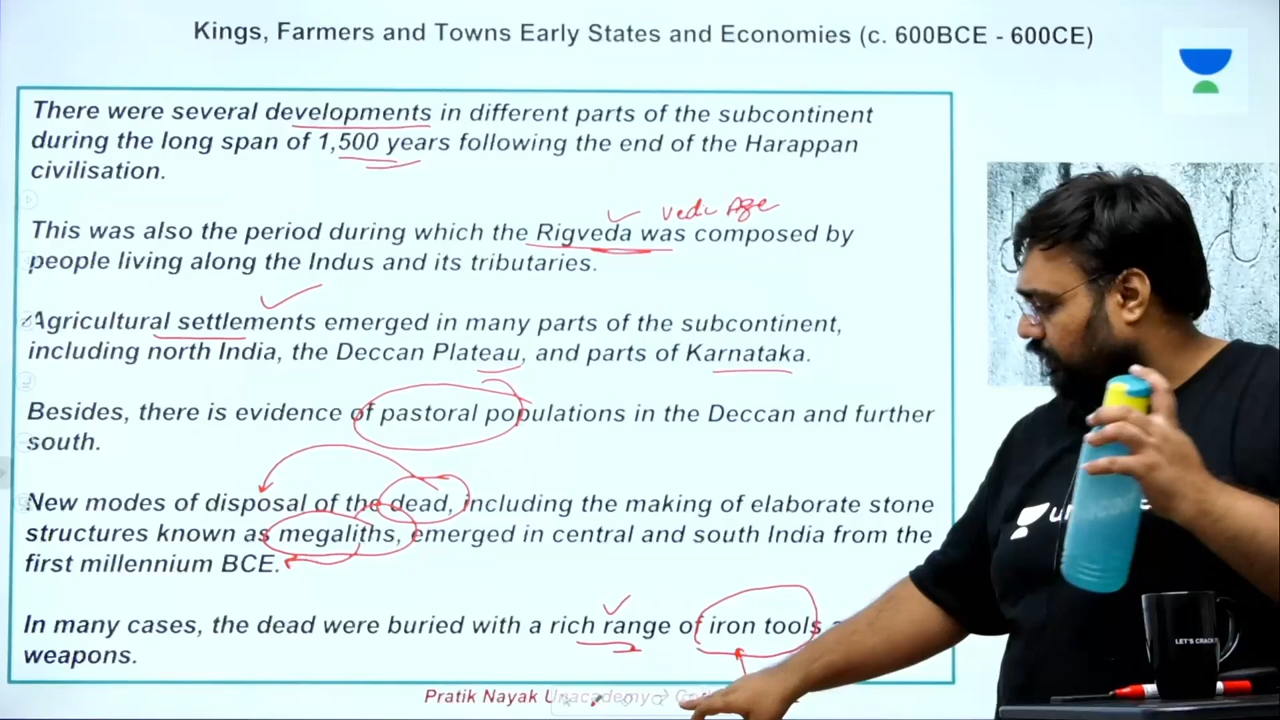 Kings, Farmers and Towns Early States and Economies (c. 600BCE - 600CE)
There were several developments in different parts of the subcontinent
during the long span of 1,500 years following the end of the Harappan
civilisation.
Vedic Age
This was also the period during which the Rigveda was composed by
people living along the Indus and its tributaries.
Agricultural settlements emerged in many parts of the subcontinent,
including north India, the Deccan Plateau, and parts of Karnataka.
Besides, there is evidence of pastoral populations in the Deccan and further
south.
New modes of disposal of the dead, including the making of elaborate stone
structures known as megaliths, emerged in central and south India from the
first millennium BCE.
In many cases, the dead were buried with a rich range of iron tools
weapons.
Pratik Nayak Unacademy
LET'S CRACK IT